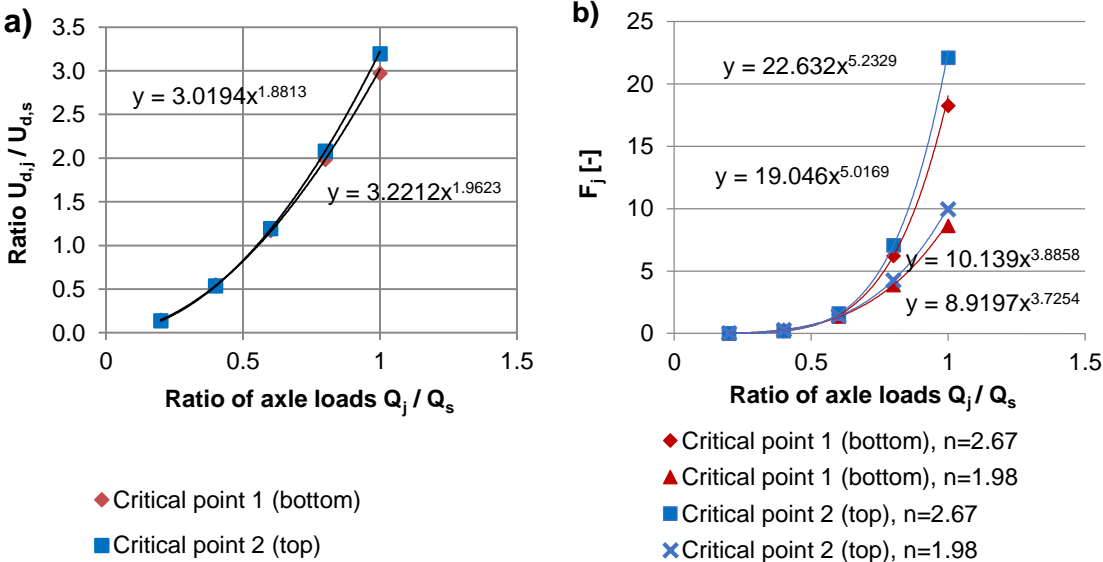 a)
3.5
3.0
2.5
2.0
1.5
1.0
0.5
0.0
Ratio U_d,j / U_d,s
y = 3.0194x^1.8813
y = 3.2212x^1.9623
0
0.5
1
1.5
Ratio of axle loads Q_j / Q_s
Critical point 1 (bottom)
Critical point 2 (top)
b)
25
20
15
10
5
0
F_j [-]
y = 22.632x^5.2329
y = 19.046x^5.0169
y = 10.139x^3.8858
y = 8.9197x^3.7254
0
0.5
1
1.5
Ratio of axle loads Q_j / Q_s
Critical point 1 (bottom), n=2.67
Critical point 1 (bottom), n=1.98
Critical point 2 (top), n=2.67
Critical point 2 (top), n=1.98